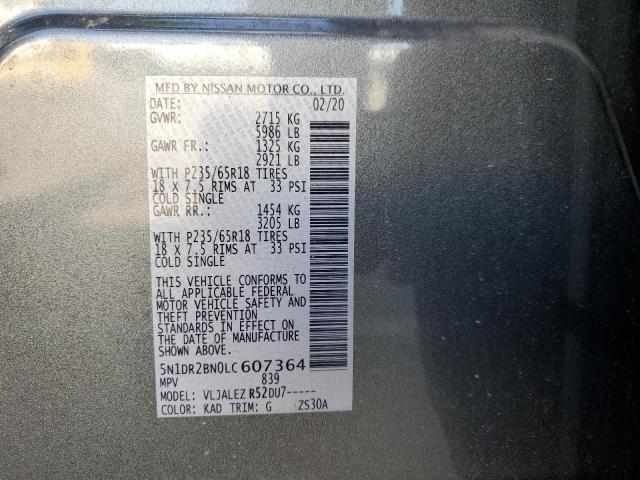 MFD BY NISSAN MOTOR CO., LTD.
DATE: 02/20
GVWR: 2715 KG
5986 LB
GAWR FR.: 1325 KG
2921 LB
WITH P235/65R18 TIRES
18 X 7.5 RIMS AT 33 PSI
COLD SINGLE
GAWR RR.: 1454 KG
3205 LB
WITH P235/65R18 TIRES
18 X 7.5 RIMS AT 33 PSI
COLD SINGLE
THIS VEHICLE CONFORMS TO
ALL APPLICABLE FEDERAL
MOTOR VEHICLE SAFETY AND
THEFT PREVENTION
STANDARDS IN EFFECT ON
THE DATE OF MANUFACTURE
SHOWN ABOVE.
5N1DR2BN0LC607364
MPV 839
MODEL: VLJALEZ R52DU7-----
COLOR: KAD TRIM: G ZS30A